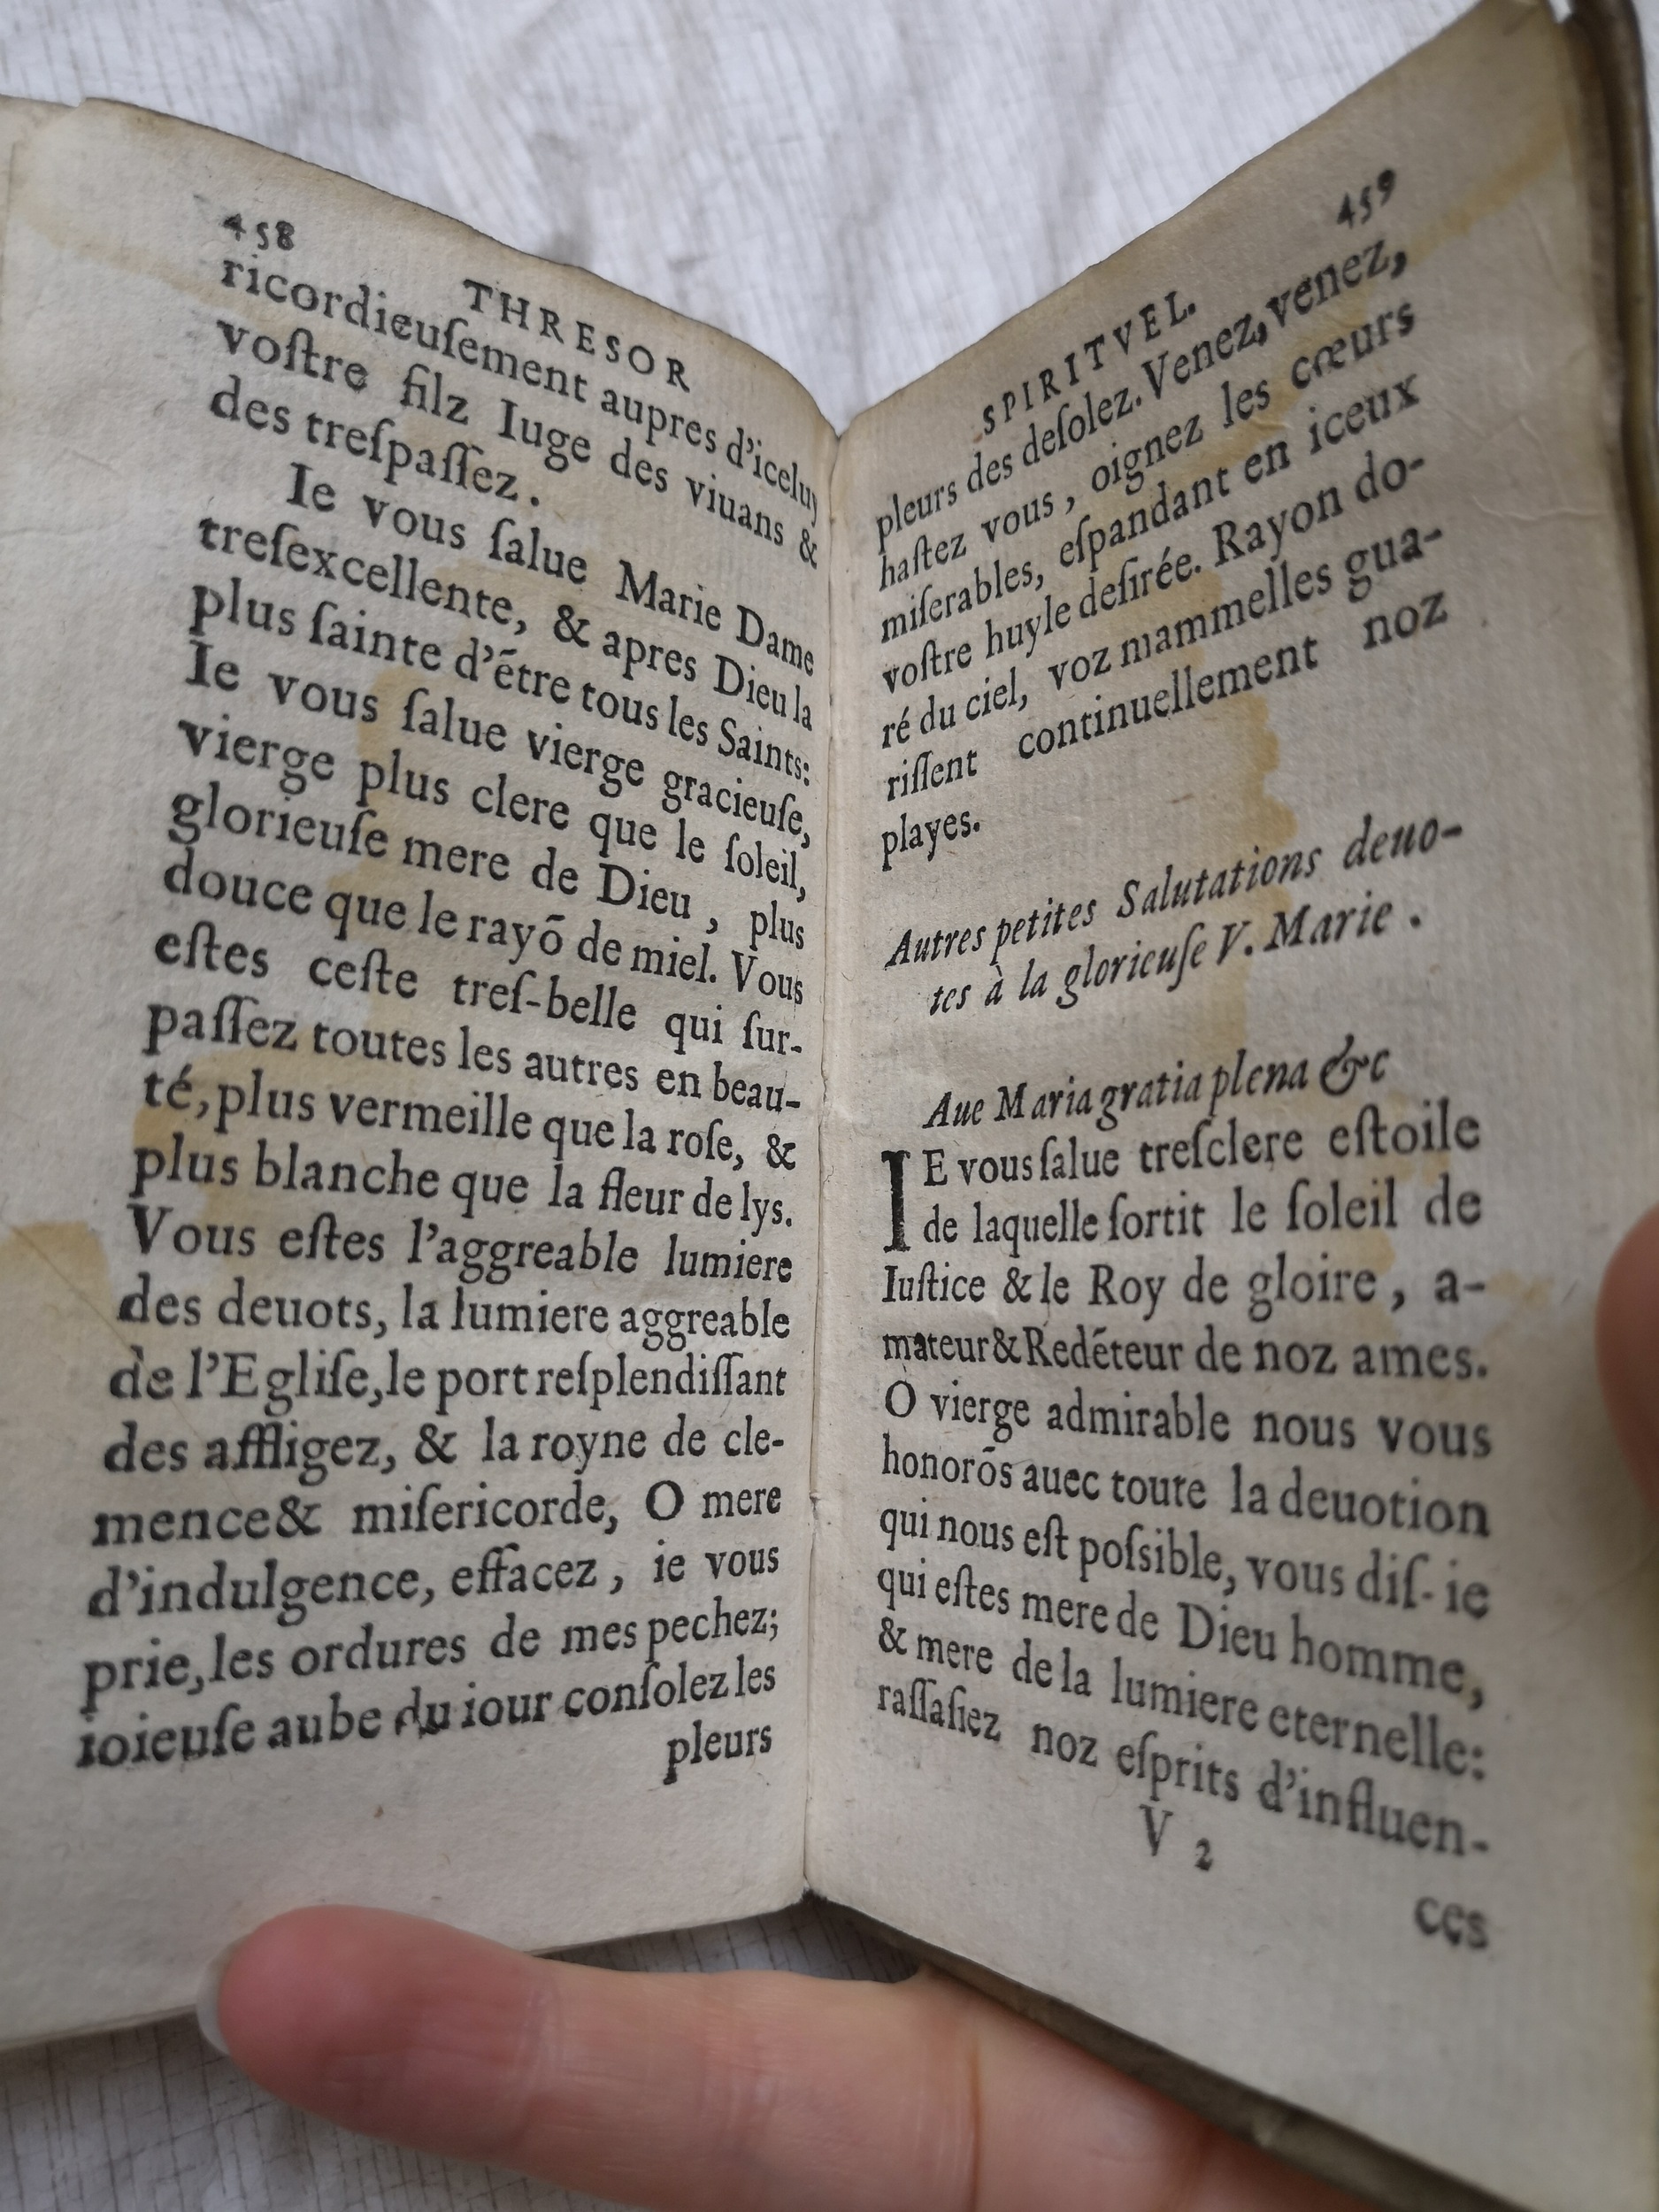 458
THRESOR
ricordieuſement aupres d'iceluy
voſtre filz Iuge des viuans &
des treſpaſſez.
Ie vous ſalue Marie Dame
treſexcellente, & apres Dieu la
plus ſainte d'ētre tous les Saints:
Ie vous ſalue vierge gracieuſe,
vierge plus clere que le ſoleil,
glorieuſe mere de Dieu, plus
douce que le rayō de miel. Vous
eſtes ceſte treſ-belle qui ſur-
paſſez toutes les autres en beau-
té, plus vermeille que la roſe, &
plus blanche que la fleur de lys.
Vous eſtes l'aggreable lumiere
des deuots, la lumiere aggreable
de l'Egliſe, le port reſplendiſſant
des affligez, & la royne de cle-
mence & miſericorde, O mere
d'indulgence, effacez, ie vous
prie, les ordures de mes pechez;
ioieuſe aube du iour conſolez les
pleurs
459
SPIRITVEL.
pleurs des deſolez. Venez, venez,
haſtez vous, oignez les cœurs
miſerables, eſpandant en iceux
voſtre huyle deſirée. Rayon do-
ré du ciel, voz mammelles gua-
riſſent continuellement noz
playes.
Autres petites Salutations deuo-
tes à la glorieuſe V. Marie.
Aue Maria gratia plena &c
IE vous ſalue treſclere eſtoile
de laquelle ſortit le ſoleil de
Iuſtice & le Roy de gloire, a-
mateur & Redēteur de noz ames.
O vierge admirable nous vous
honorōs auec toute la deuotion
qui nous eſt poſsible, vous diſ-ie
qui eſtes mere de Dieu homme,
& mere de la lumiere eternelle:
raſſaſiez noz eſprits d'influen-
V 2
ces